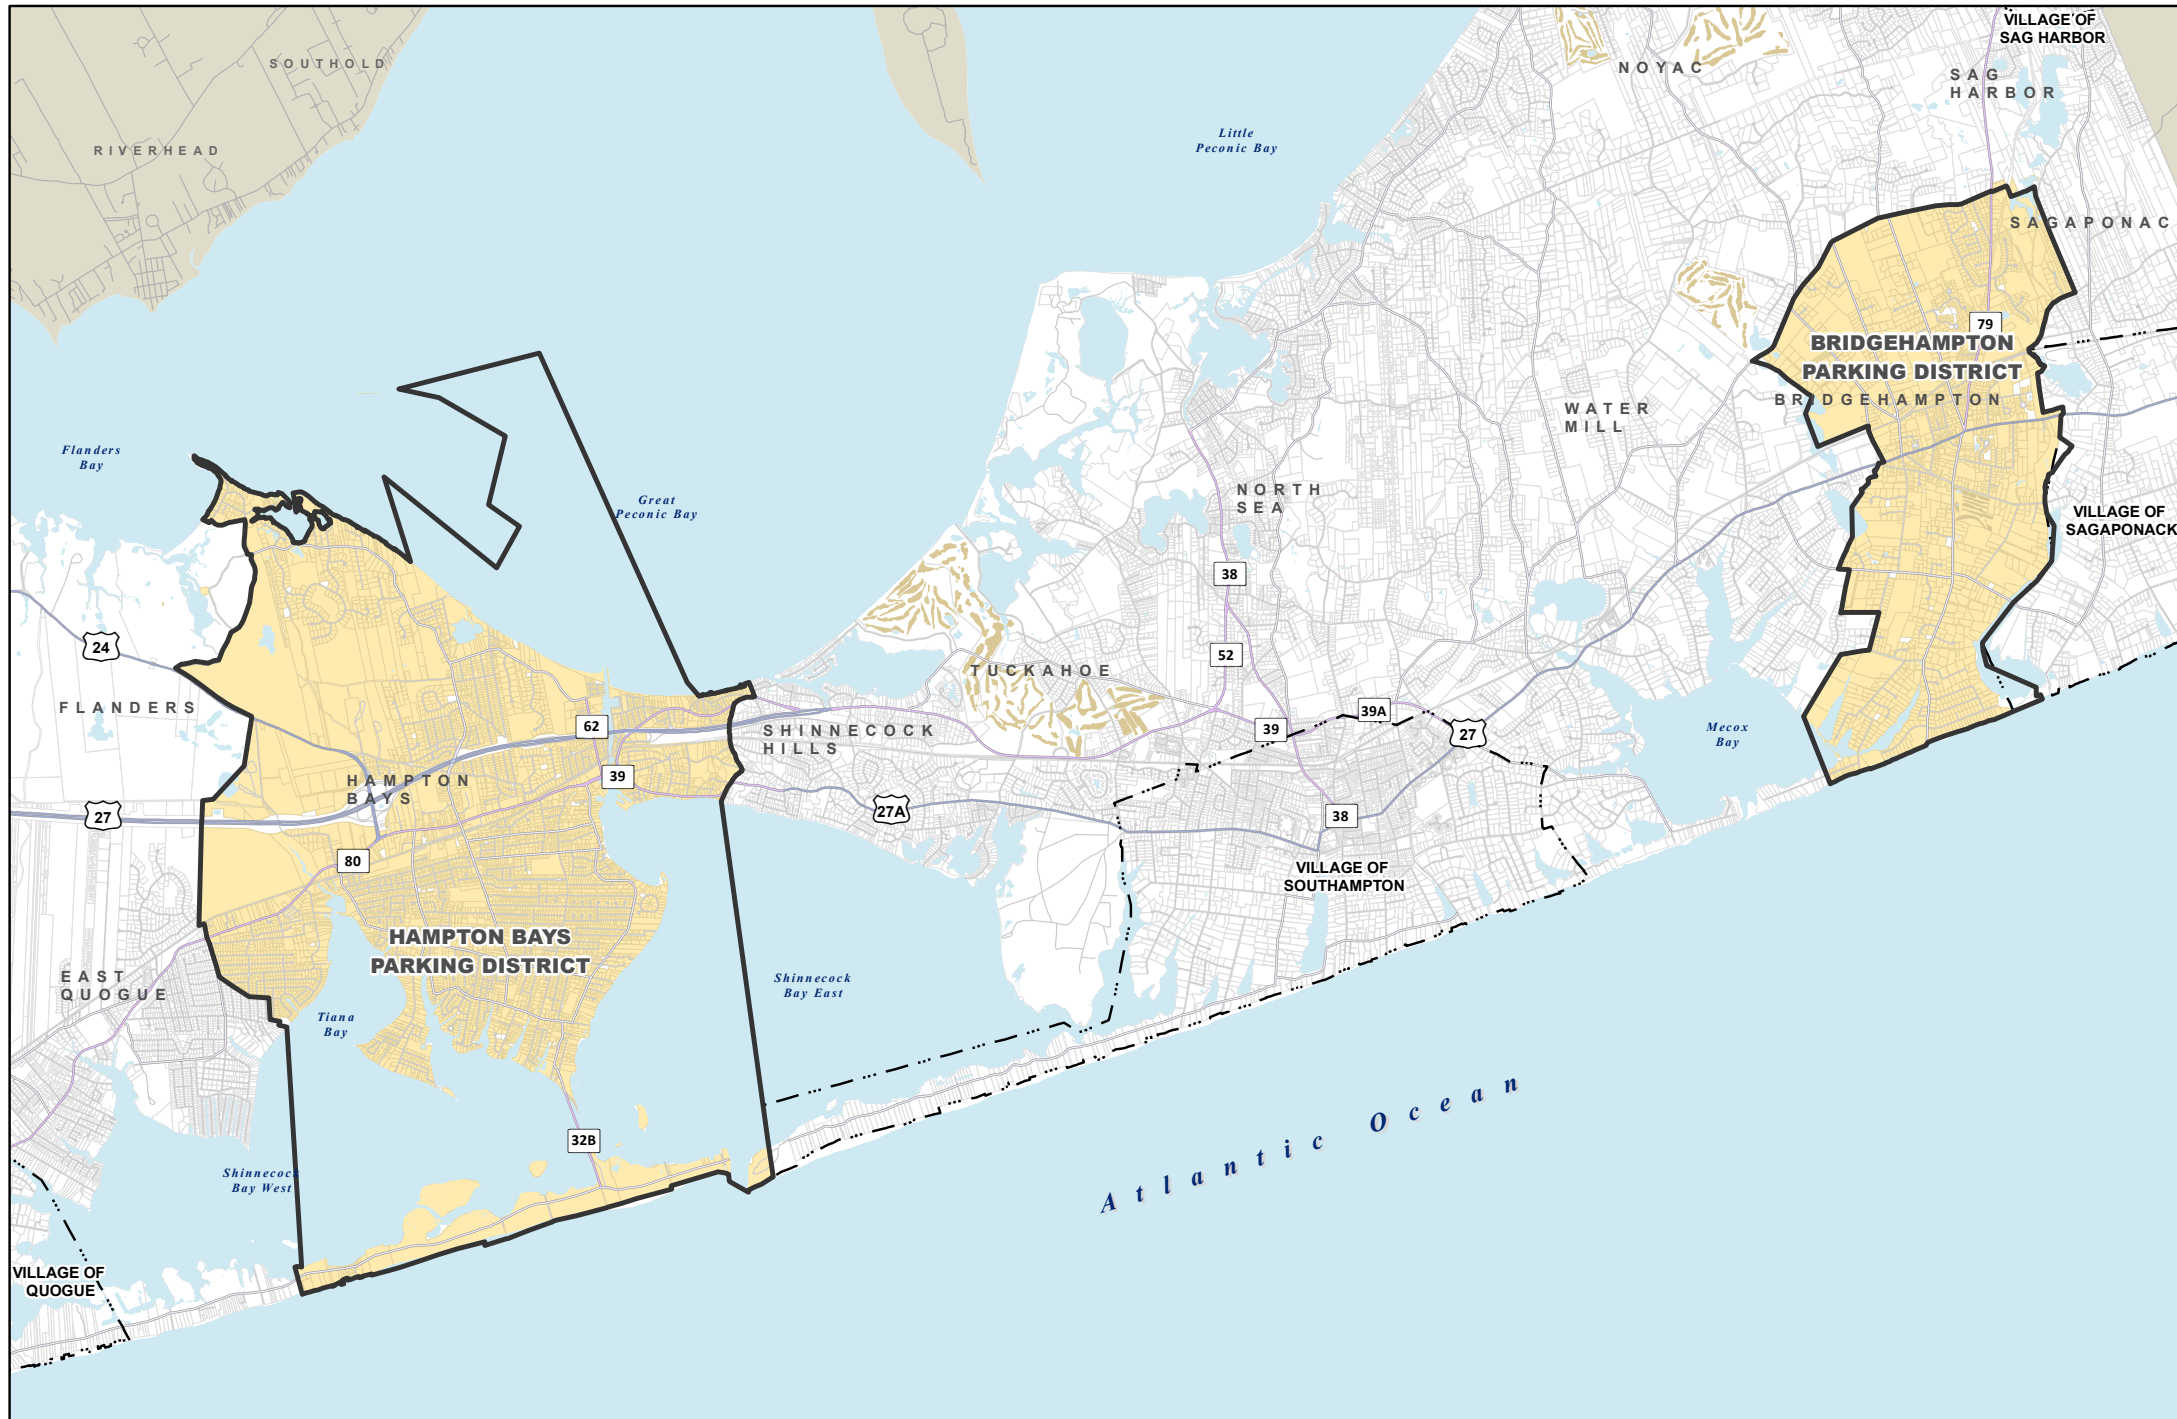 VILLAGE OF
SAG HARBOR
SOUTHOLD
NOYAC
SAG
HARBOR
RIVERHEAD
Little
Peconic Bay
SAGAPONAC
79
BRIDGEHAMPTON
PARKING DISTRICT
BRIDGEHAMPTON
WATER
MILL
Flanders
Bay
Great
Peconic Bay
NORTH
SEA
VILLAGE OF
SAGAPONACK
38
24
52
TUCKAHOE
FLANDERS
62
39
39A
27
SHINNECOCK
HILLS
Mecox
Bay
HAMPTON
BAYS
39
27
27A
38
80
VILLAGE OF
SOUTHAMPTON
HAMPTON BAYS
PARKING DISTRICT
EAST
QUOGUE
Shinnecock
Bay East
Tiana
Bay
Atlantic Ocean
32B
Shinnecock
Bay West
VILLAGE OF
QUOGUE